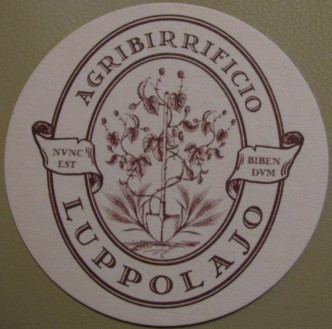 AGRIBIRRIFICIO
NVNC
EST
BIBEN
DVM
LUPPOLAJO